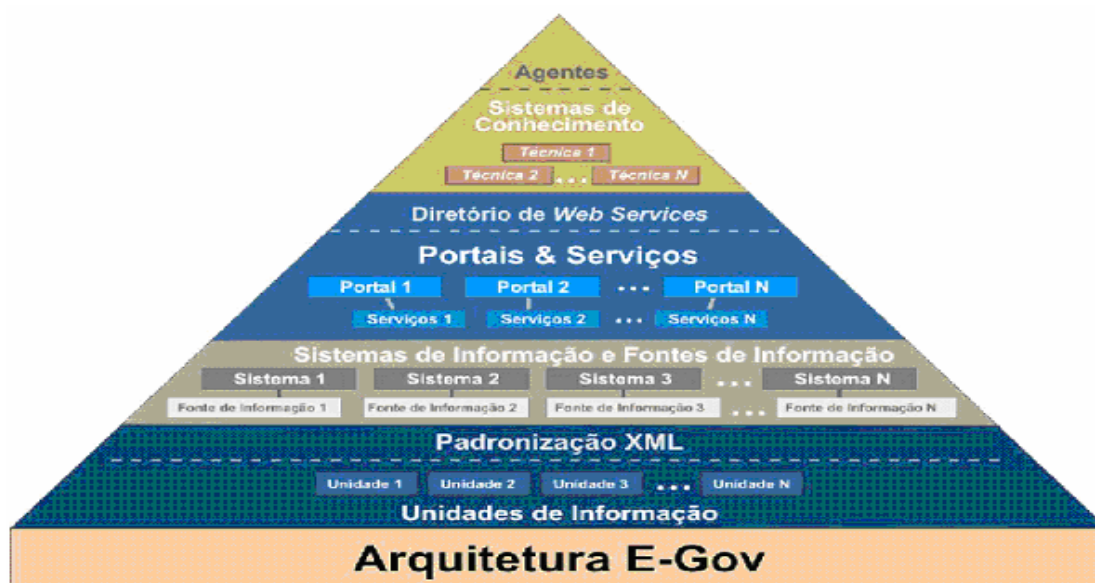 Agentes
Sistemas de
Conhecimento
Técnica 1
Técnica 2 ... Técnica N
Diretório de Web Services
Portais & Serviços
Portal 1 Portal 2 ... Portal N
Serviços 1 Serviços 2 ... Serviços N
Sistemas de Informação e Fontes de Informação
Sistema 1 Sistema 2 Sistema 3 ... Sistema N
Fonte de Informação 1 Fonte de Informação 2 Fonte de Informação 3 ... Fonte de Informação N
Padronização XML
Unidade 1 Unidade 2 Unidade 3 ... Unidade N
Unidades de Informação
Arquitetura E-Gov